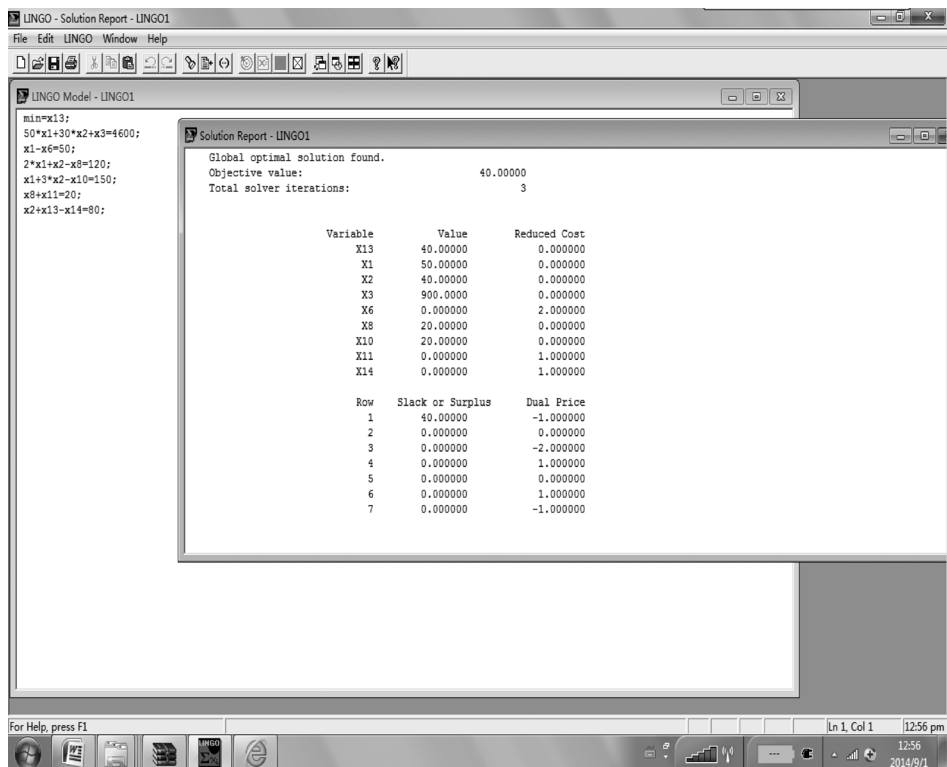 LINGO - Solution Report - LINGO1
File Edit LINGO Window Help
LINGO Model - LINGO1
min=x13;
50*x1+30*x2+x3=4600;
x1-x6=50;
2*x1+x2-x8=120;
x1+3*x2-x10=150;
x8+x11=20;
x2+x13-x14=80;
Solution Report - LINGO1
Global optimal solution found.
Objective value: 40.00000
Total solver iterations: 3
Variable Value Reduced Cost
X13 40.00000 0.000000
X1 50.00000 0.000000
X2 40.00000 0.000000
X3 900.0000 0.000000
X6 0.000000 2.000000
X8 20.00000 0.000000
X10 20.00000 0.000000
X11 0.000000 1.000000
X14 0.000000 1.000000
Row Slack or Surplus Dual Price
1 40.00000 -1.000000
2 0.000000 0.000000
3 0.000000 -2.000000
4 0.000000 1.000000
5 0.000000 0.000000
6 0.000000 1.000000
7 0.000000 -1.000000
For Help, press F1
Ln 1, Col 1 12:56 pm
LINGO
12:56
2014/9/1